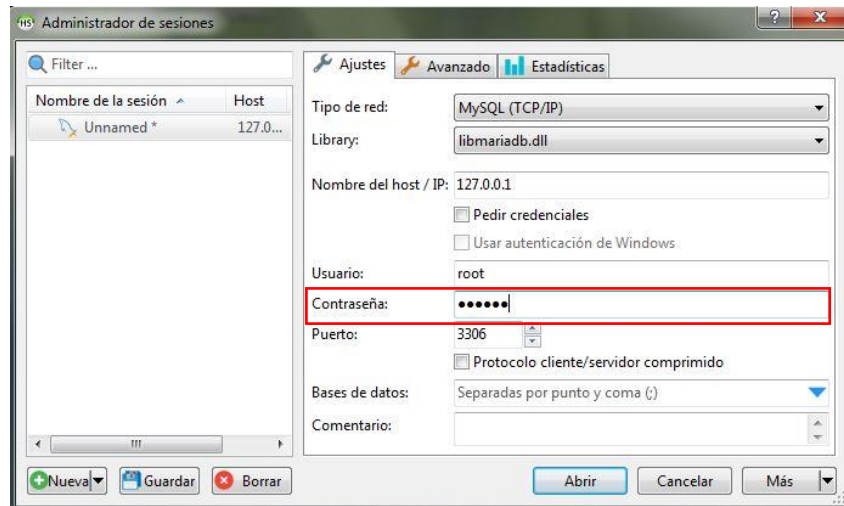 HS Administrador de sesiones
Filter ...
Nombre de la sesión Host
Unnamed * 127.0...
Ajustes Avanzado Estadísticas
Tipo de red: MySQL (TCP/IP)
Library: libmariadb.dll
Nombre del host / IP: 127.0.0.1
Pedir credenciales
Usar autenticación de Windows
Usuario: root
Contraseña: ●●●●●●
Puerto: 3306
Protocolo cliente/servidor comprimido
Bases de datos: Separadas por punto y coma (;)
Comentario:
Nueva Guardar Borrar Abrir Cancelar Más